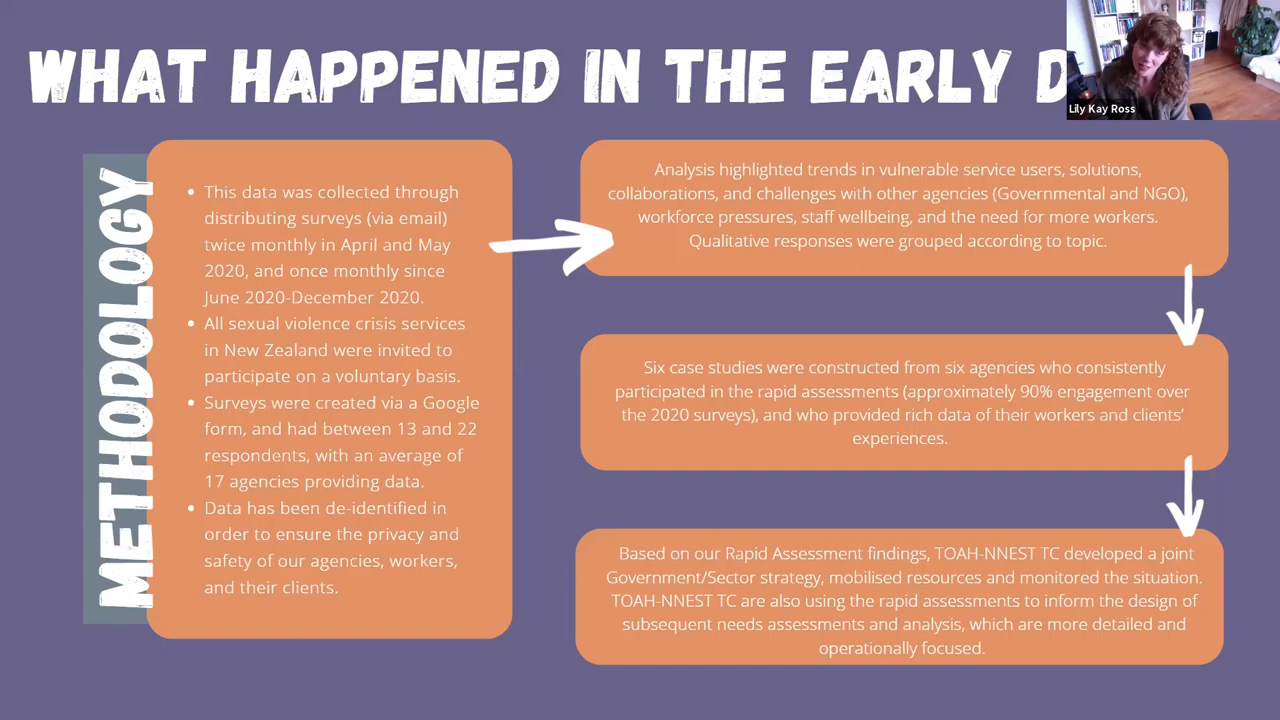 WHAT HAPPENED IN THE EARLY D
Lily Kay Ross
METHODOLOGY
• This data was collected through
distributing surveys (via email)
twice monthly in April and May
2020, and once monthly since
June 2020-December 2020.
• All sexual violence crisis services
in New Zealand were invited to
participate on a voluntary basis.
• Surveys were created via a Google
form, and had between 13 and 22
respondents, with an average of
17 agencies providing data.
• Data has been de-identified in
order to ensure the privacy and
safety of our agencies, workers,
and their clients.
Analysis highlighted trends in vulnerable service users, solutions,
collaborations, and challenges with other agencies (Governmental and NGO),
workforce pressures, staff wellbeing, and the need for more workers.
Qualitative responses were grouped according to topic.
Six case studies were constructed from six agencies who consistently
participated in the rapid assessments (approximately 90% engagement over
the 2020 surveys), and who provided rich data of their workers and clients'
experiences.
Based on our Rapid Assessment findings, TOAH-NNEST TC developed a joint
Government/Sector strategy, mobilised resources and monitored the situation.
TOAH-NNEST TC are also using the rapid assessments to inform the design of
subsequent needs assessments and analysis, which are more detailed and
operationally focused.